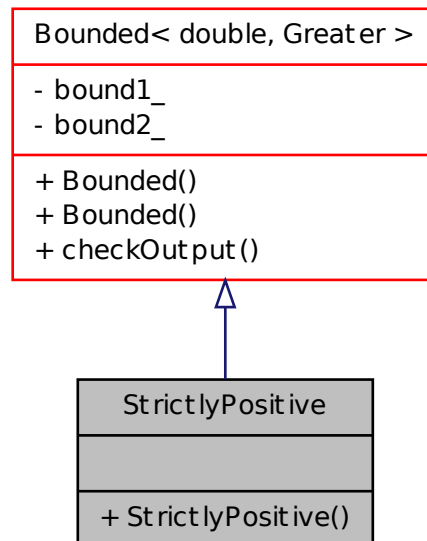 Bounded< double, Greater >
- bound1_
- bound2_
+ Bounded()
+ Bounded()
+ checkOutput()
StrictlyPositive
+ StrictlyPositive()